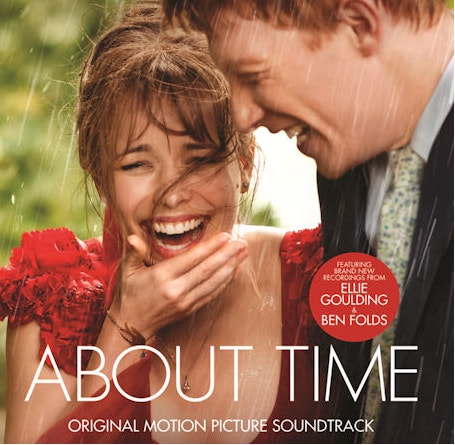 FEATURING
BRAND NEW
RECORDINGS FROM
ELLIE
GOULDING
&
BEN FOLDS
ABOUT TIME
ORIGINAL MOTION PICTURE SOUNDTRACK